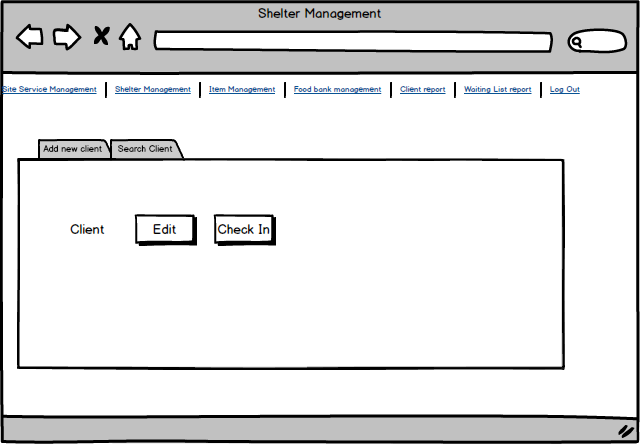 Shelter Management
Site Service Management Shelter Management Item Management Food bank management Client report Waiting List report Log Out
Add new client Search Client
Client Edit Check In